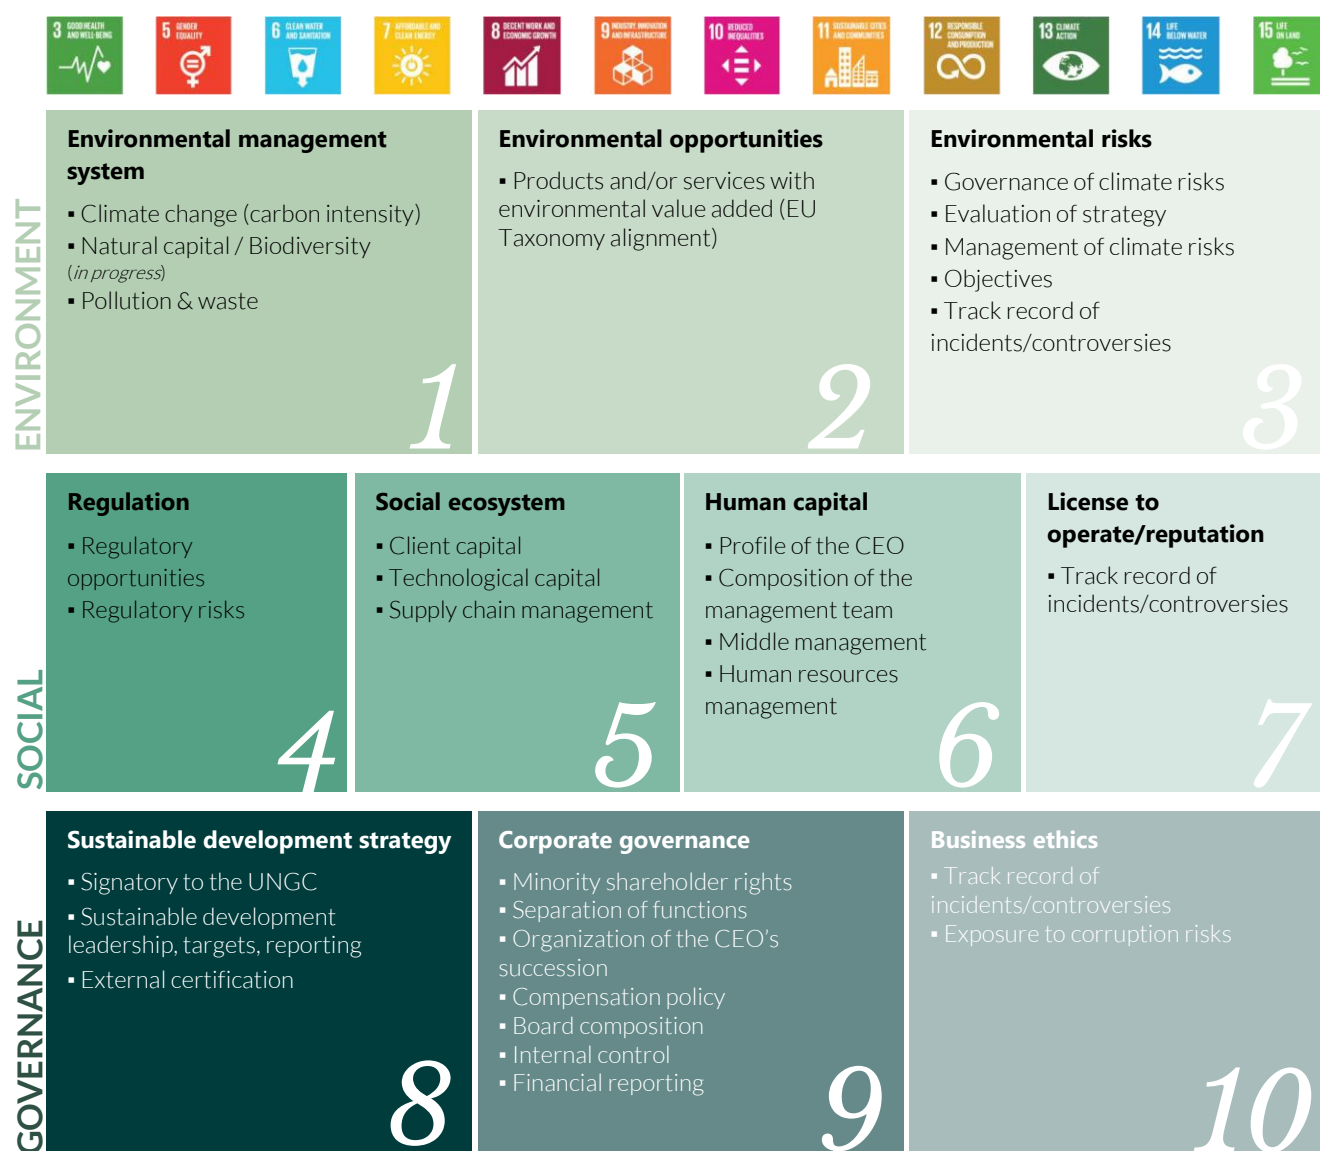 3 GOOD HEALTH
AND WELL-BEING
5 GENDER
EQUALITY
6 CLEAN WATER
AND SANITATION
7 AFFORDABLE AND
CLEAN ENERGY
8 DECENT WORK AND
ECONOMIC GROWTH
9 INDUSTRY, INNOVATION
AND INFRASTRUCTURE
10 REDUCED
INEQUALITIES
11 SUSTAINABLE CITIES
AND COMMUNITIES
12 RESPONSIBLE
CONSUMPTION
AND PRODUCTION
13 CLIMATE
ACTION
14 LIFE
BELOW WATER
15 LIFE
ON LAND
ENVIRONMENT
Environmental management
system
▪ Climate change (carbon intensity)
▪ Natural capital / Biodiversity
(in progress)
▪ Pollution & waste
1
Environmental opportunities
▪ Products and/or services with
environmental value added (EU
Taxonomy alignment)
2
Environmental risks
▪ Governance of climate risks
▪ Evaluation of strategy
▪ Management of climate risks
▪ Objectives
▪ Track record of
incidents/controversies
3
SOCIAL
Regulation
▪ Regulatory
opportunities
▪ Regulatory risks
4
Social ecosystem
▪ Client capital
▪ Technological capital
▪ Supply chain management
5
Human capital
▪ Profile of the CEO
▪ Composition of the
management team
▪ Middle management
▪ Human resources
management
6
License to
operate/reputation
▪ Track record of
incidents/controversies
7
GOVERNANCE
Sustainable development strategy
▪ Signatory to the UNGC
▪ Sustainable development
leadership, targets, reporting
▪ External certification
8
Corporate governance
▪ Minority shareholder rights
▪ Separation of functions
▪ Organization of the CEO’s
succession
▪ Compensation policy
▪ Board composition
▪ Internal control
▪ Financial reporting
9
Business ethics
▪ Track record of
incidents/controversies
▪ Exposure to corruption risks
10